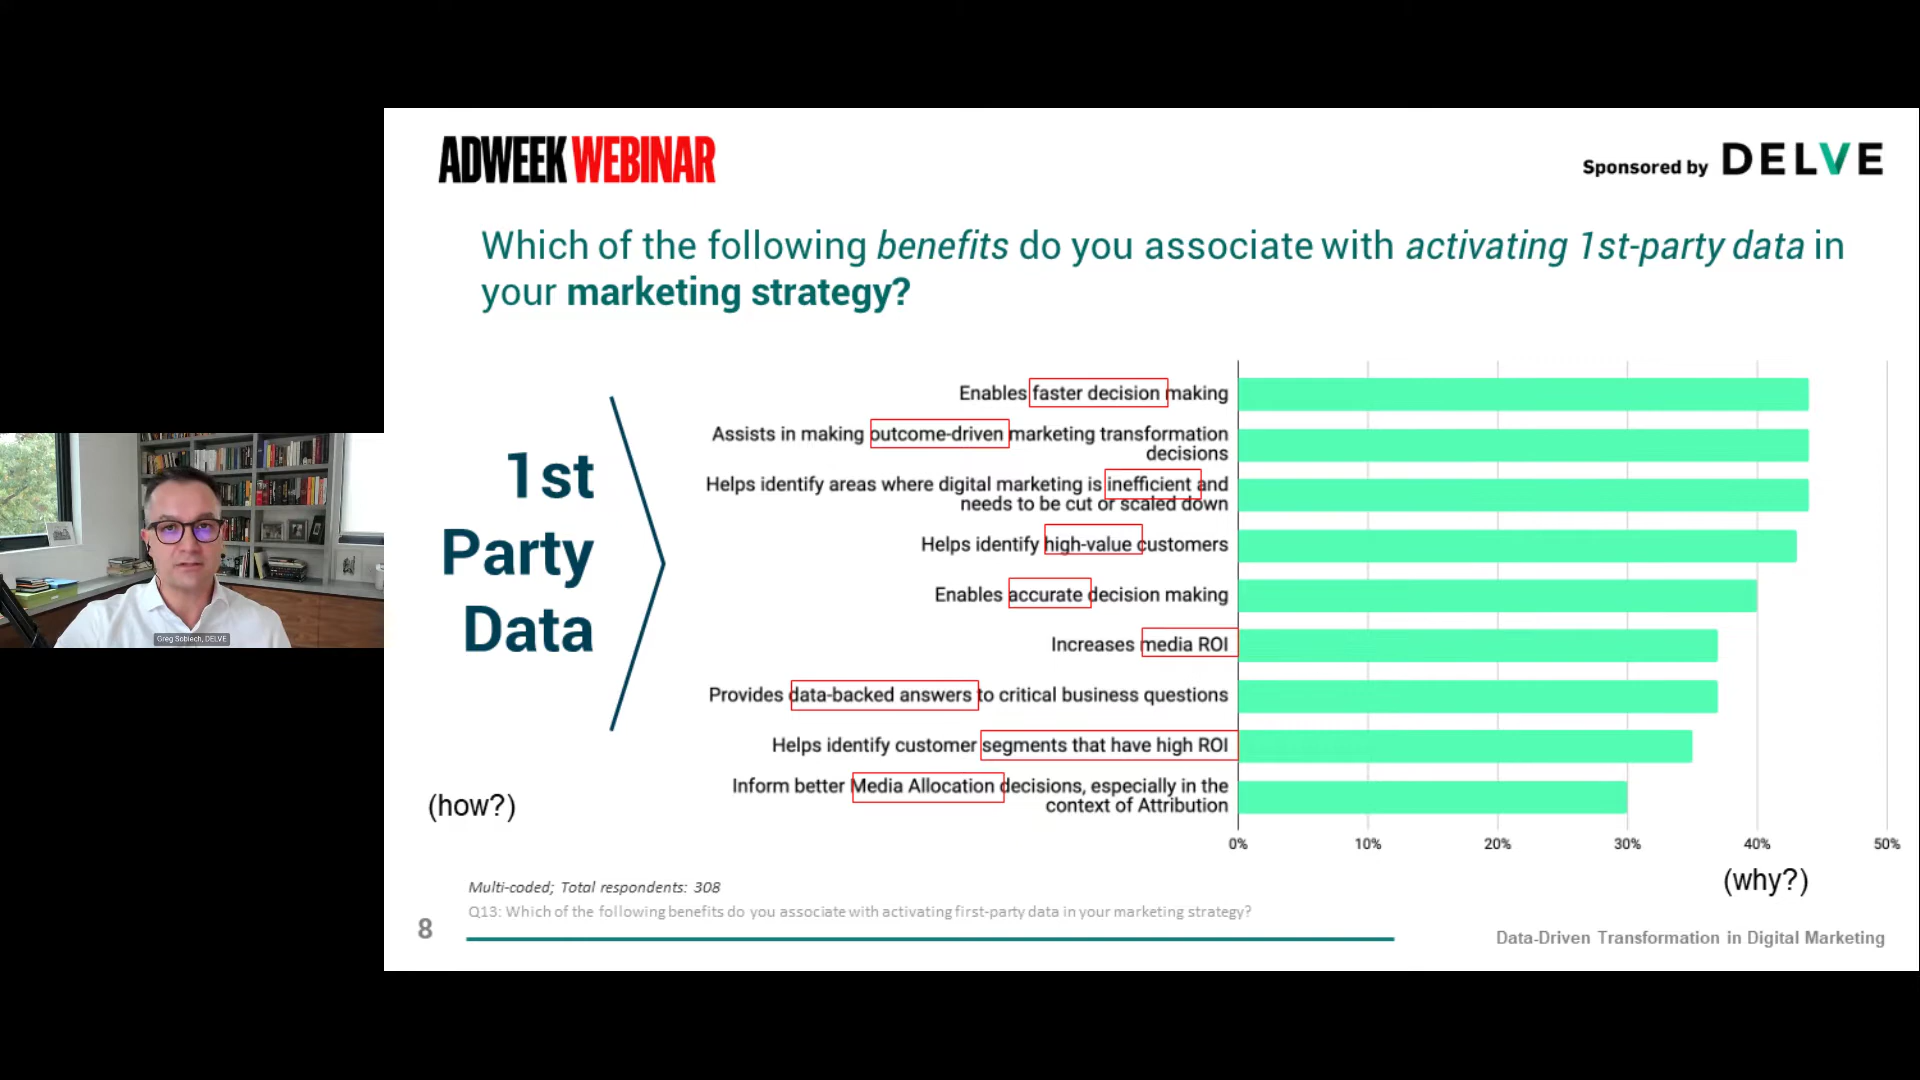 ADWEEK WEBINAR
Sponsored by DELVE
Which of the following benefits do you associate with activating 1st-party data in
your marketing strategy?
1st
Party
Data
(how?)
Enables faster decision making
Assists in making outcome-driven marketing transformation
decisions
Helps identify areas where digital marketing is inefficient and
needs to be cut or scaled down
Helps identify high-value customers
Enables accurate decision making
Increases media ROI
Provides data-backed answers to critical business questions
Helps identify customer segments that have high ROI
Inform better Media Allocation decisions, especially in the
context of Attribution
0% 10% 20% 30% 40% 50%
(why?)
Greg Sobiech, DELVE
Multi-coded; Total respondents: 308
Q13: Which of the following benefits do you associate with activating first-party data in your marketing strategy?
8
Data-Driven Transformation in Digital Marketing